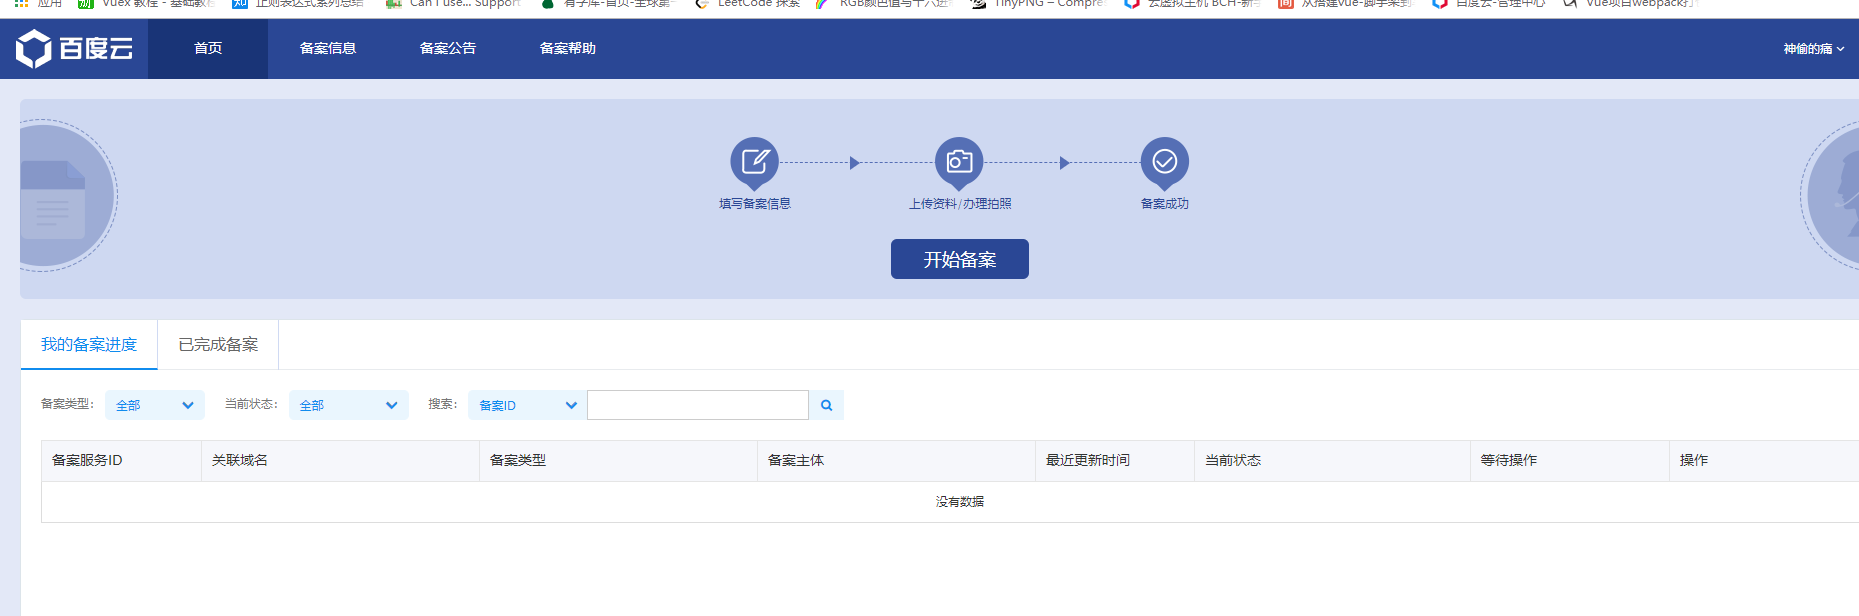 应用 Vuex 教程 - 基础教程 正则表达式系列总结 Can I use... Support 有字库-首页-全球第一 LeetCode 探索 RGB颜色值与十六进 TinyPNG – Compres 云虚拟主机 BCH-新 从搭建vue-脚手架到 百度云-管理中心 Vue项目webpack打
百度云 首页 备案信息 备案公告 备案帮助 神偷的痛
填写备案信息 上传资料/办理拍照 备案成功
开始备案
我的备案进度 已完成备案
备案类型: 全部 当前状态: 全部 搜索: 备案ID
备案服务ID 关联域名 备案类型 备案主体 最近更新时间 当前状态 等待操作 操作
没有数据